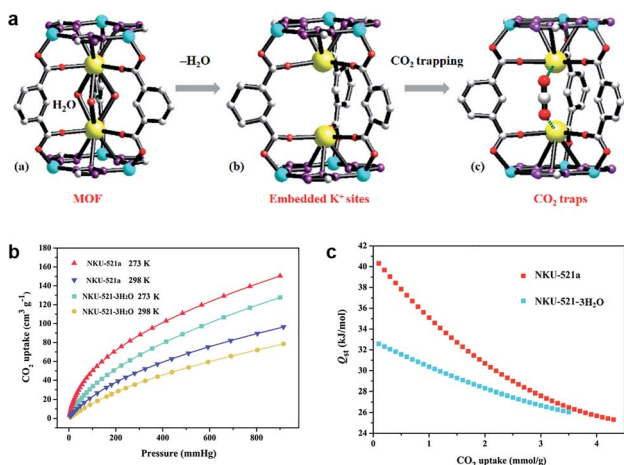 a
–H₂O
CO₂ trapping
H₂O
(a)
(b)
(c)
MOF
Embedded K⁺ sites
CO₂ traps
b
CO₂ uptake (cm³ g⁻¹)
180
160
140
120
100
80
60
40
20
0
NKU-521a 273 K
NKU-521a 298 K
NKU-521-3H₂O 273 K
NKU-521-3H₂O 298 K
0 200 400 600 800
Pressure (mmHg)
c
Qst (kJ/mol)
42
40
38
36
34
32
30
28
26
24
NKU-521a
NKU-521-3H₂O
0 1 2 3 4
CO₂ uptake (mmol/g)